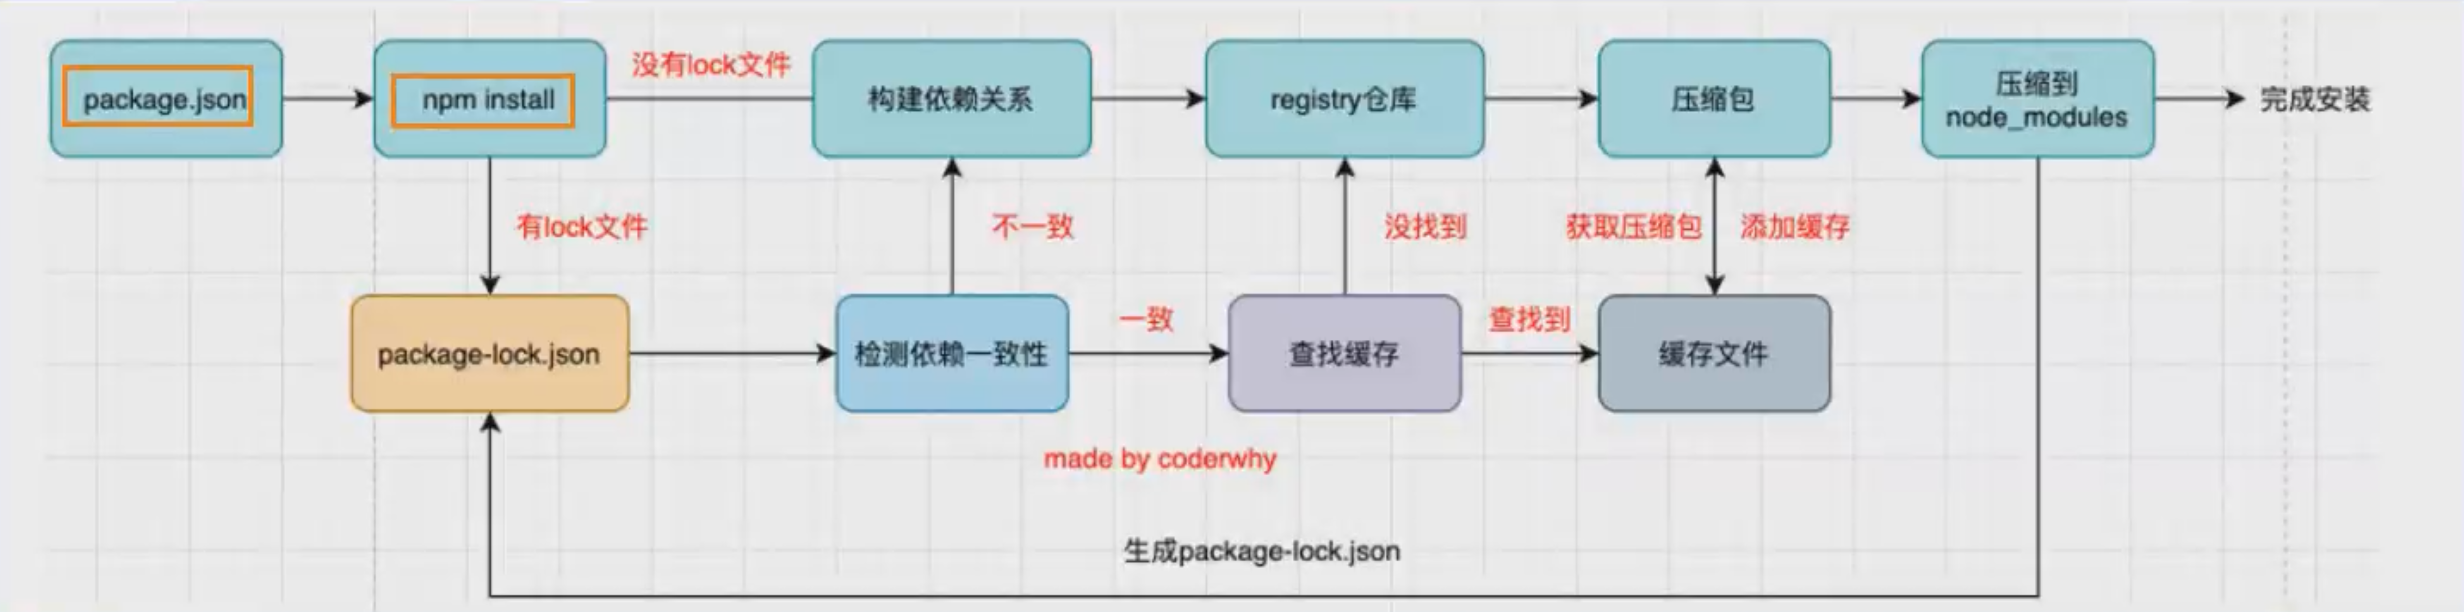 package.json
npm install
没有lock文件
构建依赖关系
registry仓库
压缩包
压缩到
node_modules
完成安装
有lock文件
不一致
没找到
获取压缩包
添加缓存
package-lock.json
检测依赖一致性
一致
查找缓存
查找到
缓存文件
made by coderwhy
生成package-lock.json